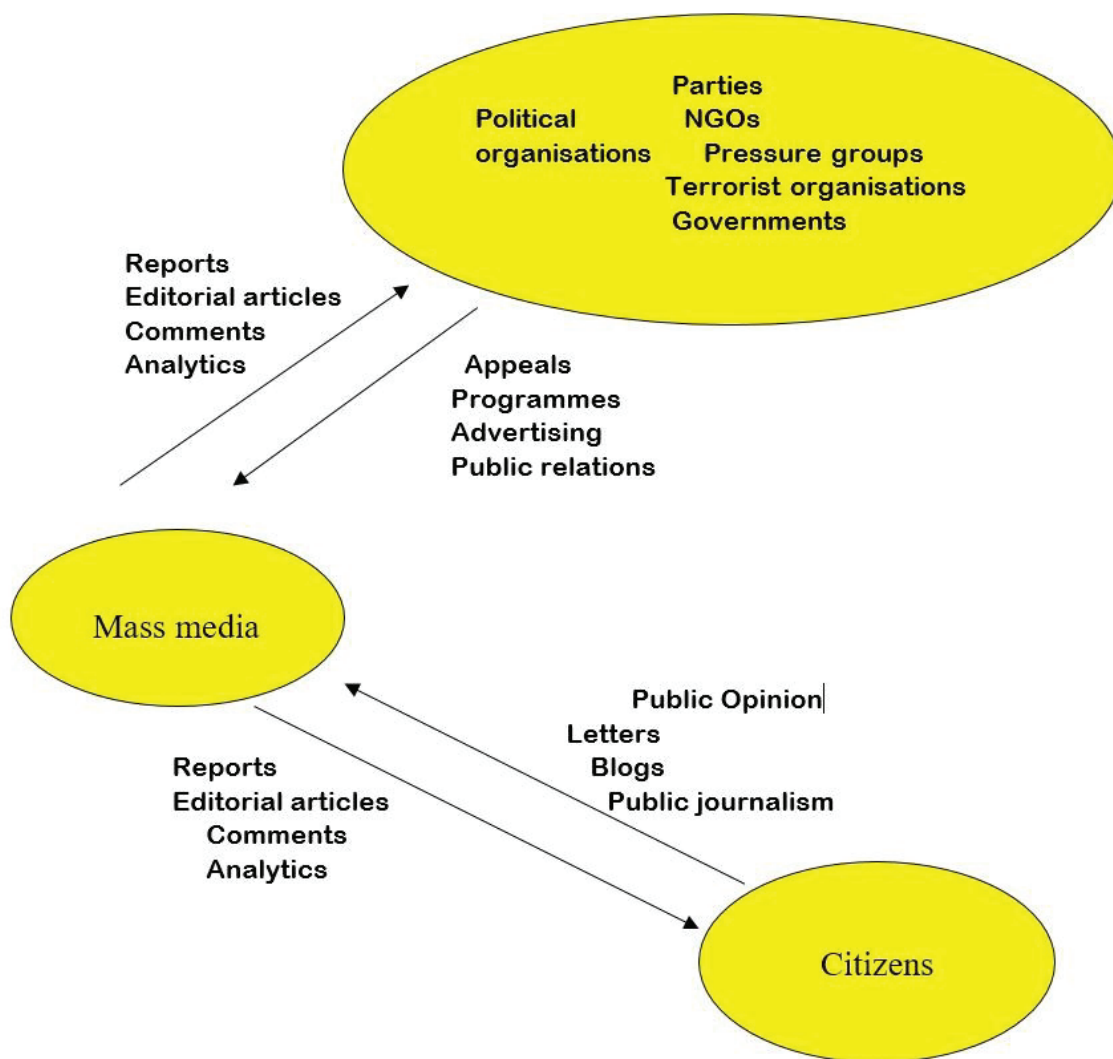 Parties
Political
NGOs
organisations
Pressure groups
Terrorist organisations
Governments
Reports
Editorial articles
Comments
Analytics
Appeals
Programmes
Advertising
Public relations
Mass media
Public Opinion
Letters
Blogs
Public journalism
Reports
Editorial articles
Comments
Analytics
Citizens